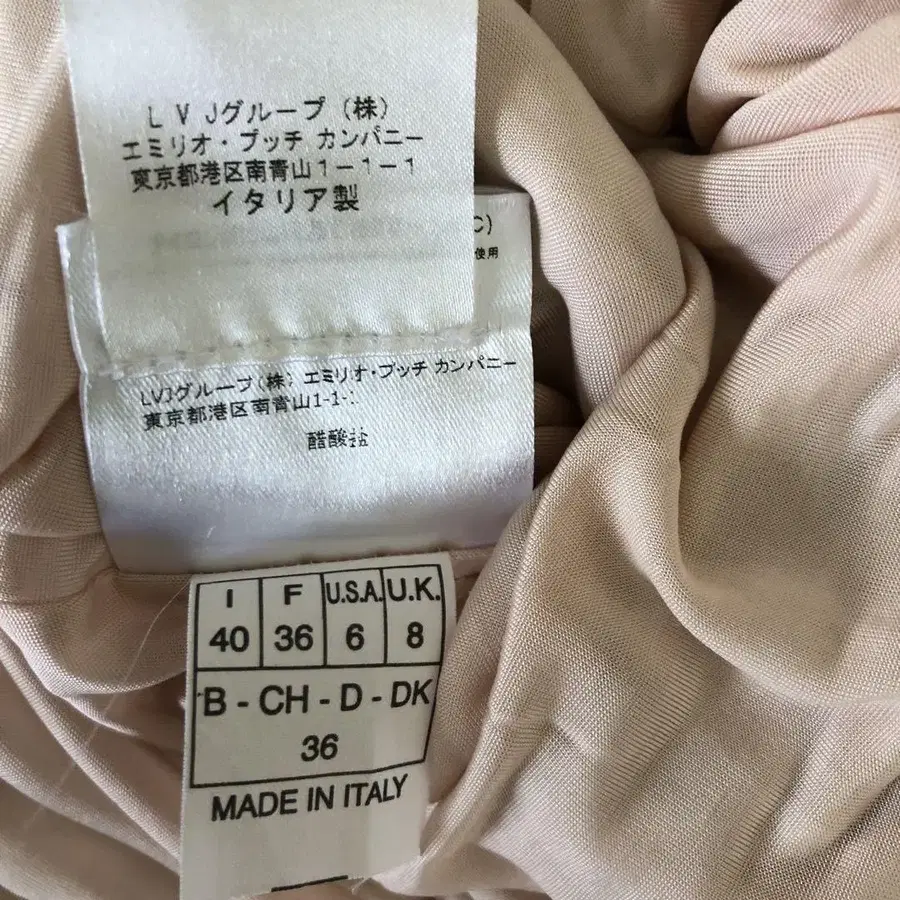 ＬＶＪグループ（株）
エミリオ・プッチ カンパニー
東京都港区南青山１－１－１
イタリア製
C)
使用
LVJグループ（株）エミリオ・プッチ カンパニー
東京都港区南青山1-1-1
醋酸盐
I F U.S.A. U.K.
40 36 6 8
B - CH - D - DK
36
MADE IN ITALY